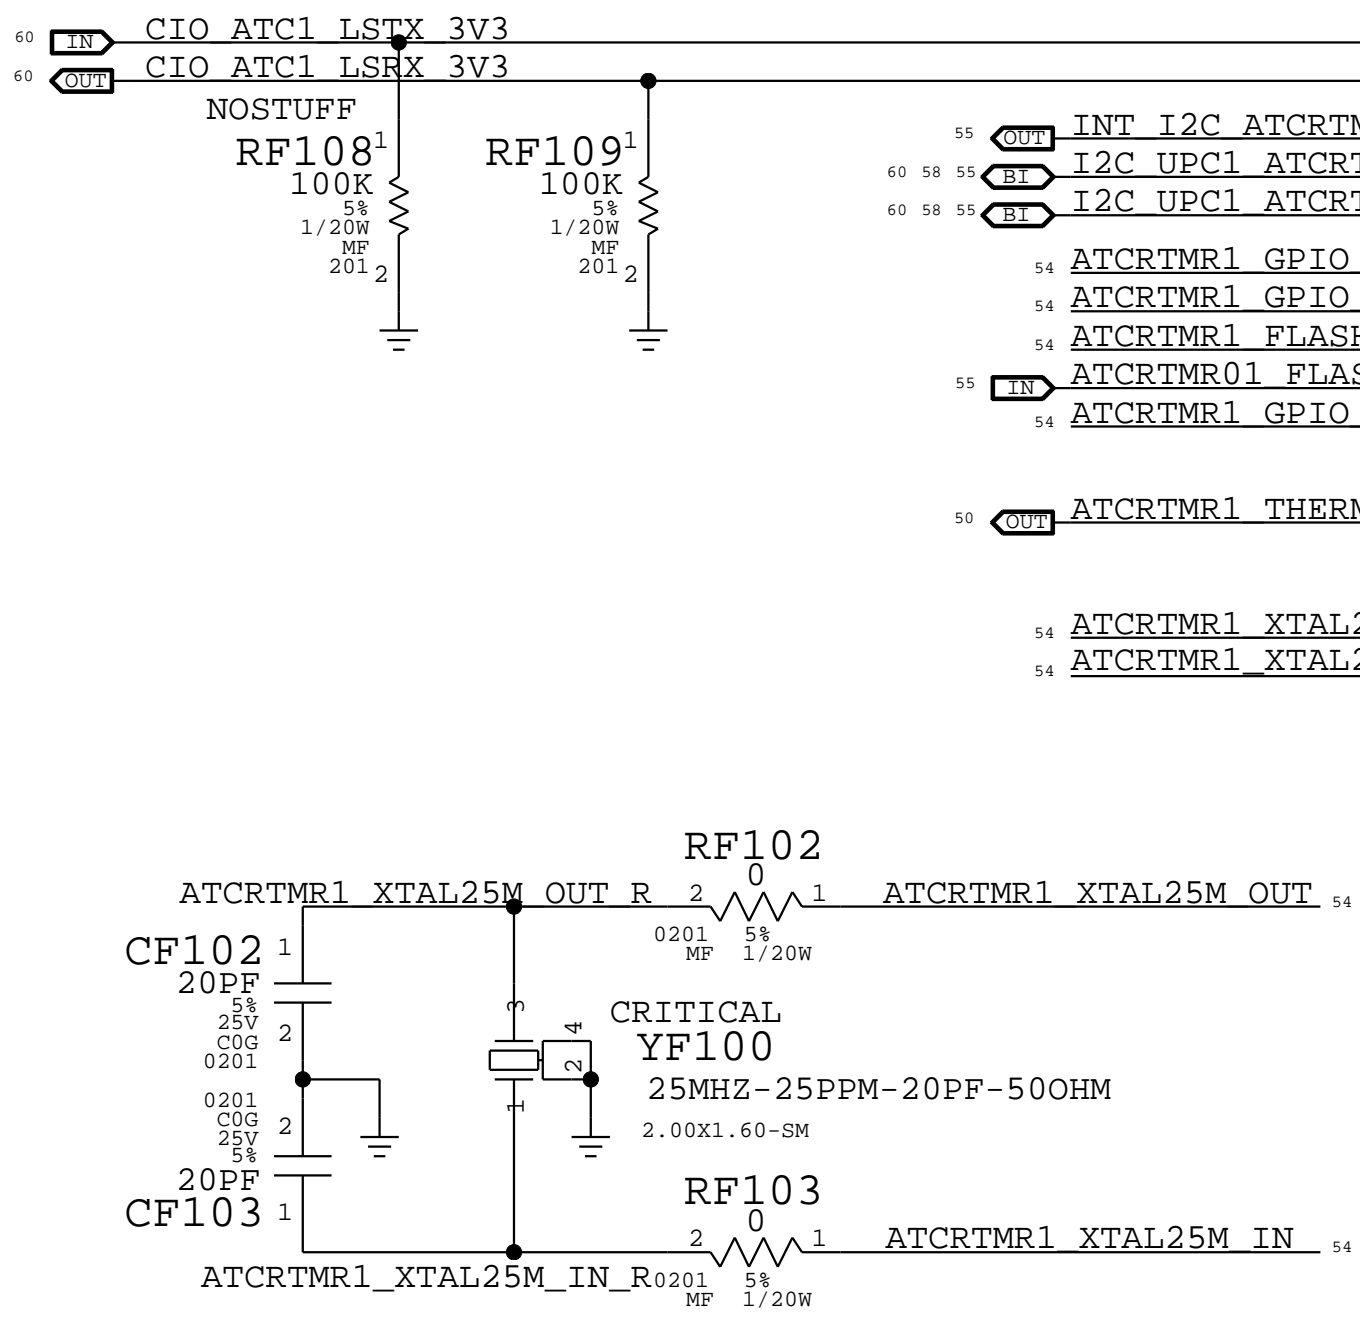 60 IN CIO_ATC1_LSTX_3V3
60 OUT CIO_ATC1_LSRX_3V3
NOSTUFF
RF108 1
100K
5%
1/20W
MF
201 2
RF109 1
100K
5%
1/20W
MF
201 2
55 OUT INT_I2C_ATCRTM
60 58 55 BI I2C_UPC1_ATCRT
60 58 55 BI I2C_UPC1_ATCRT
54 ATCRTMR1_GPIO_
54 ATCRTMR1_GPIO_
54 ATCRTMR1_FLASH
55 IN ATCRTMR01_FLAS
54 ATCRTMR1_GPIO_
50 OUT ATCRTMR1_THERM
54 ATCRTMR1_XTAL2
54 ATCRTMR1_XTAL2
RF102
0
ATCRTMR1_XTAL25M_OUT_R 2 1 ATCRTMR1_XTAL25M_OUT 54
0201 5%
MF 1/20W
CF102 1
20PF
5%
25V
C0G
0201
2
3
4
2
1
CRITICAL
YF100
25MHZ-25PPM-20PF-50OHM
2.00X1.60-SM
0201
C0G
25V
5%
2
20PF
CF103 1
RF103
0
2 1 ATCRTMR1_XTAL25M_IN 54
ATCRTMR1_XTAL25M_IN_R
0201 5%
MF 1/20W